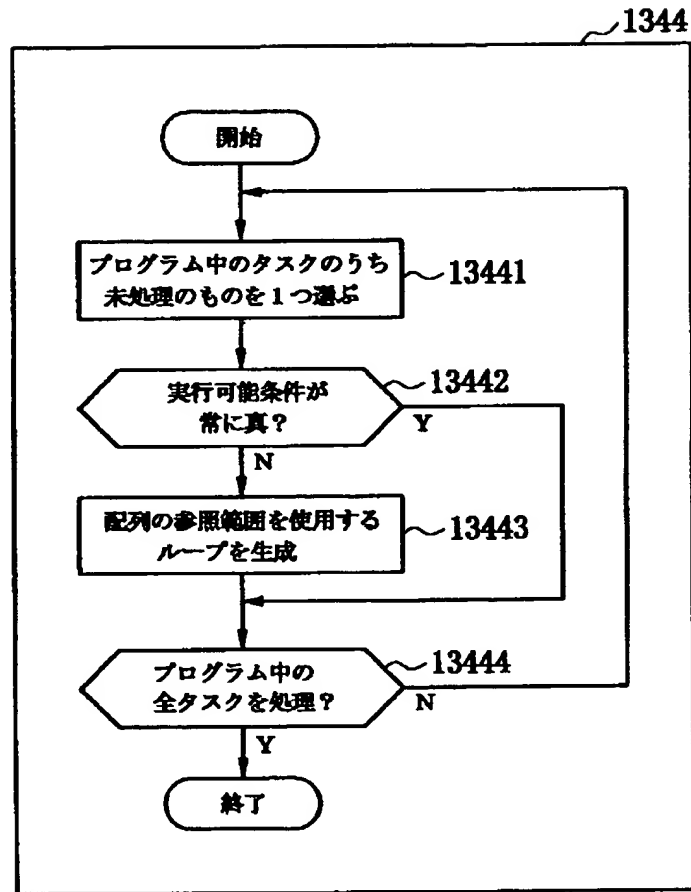 1344
開始
プログラム中のタスクのうち
未処理のものを1つ選ぶ
13441
実行可能条件が
常に真?
13442
Y
N
配列の参照範囲を使用する
ループを生成
13443
プログラム中の
全タスクを処理?
13444
N
Y
終了